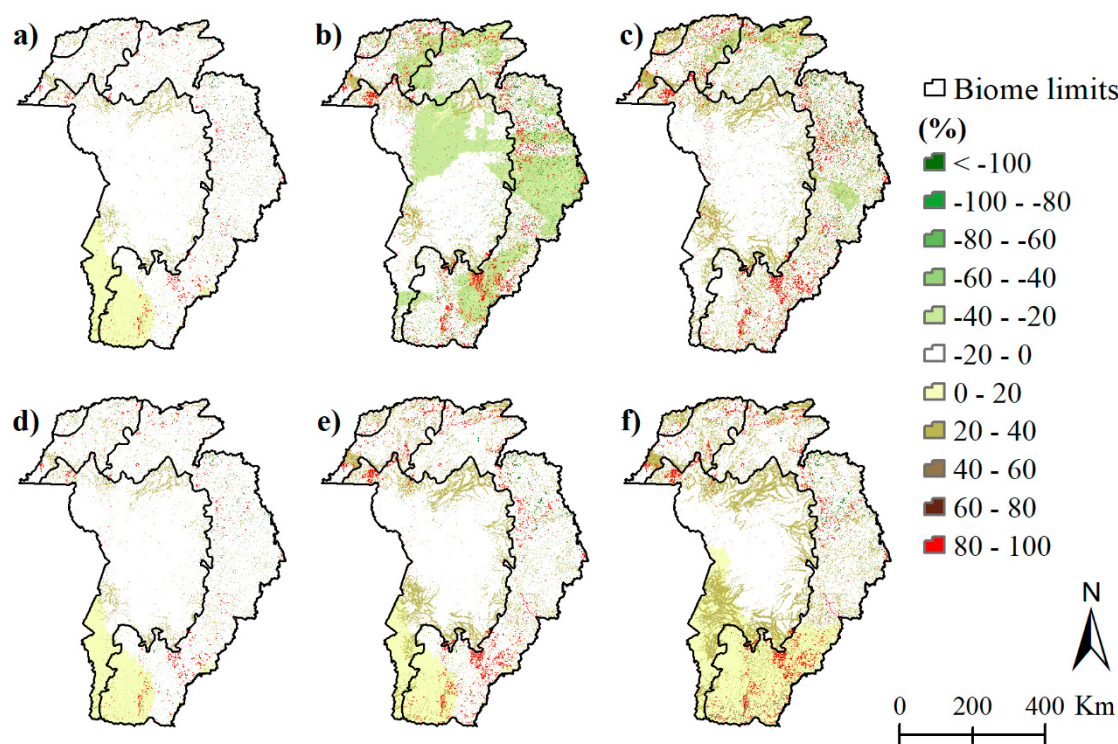 a)
b)
c)
Biome limits
(%)
< -100
-100 - -80
-80 - -60
-60 - -40
-40 - -20
-20 - 0
0 - 20
20 - 40
40 - 60
60 - 80
80 - 100
d)
e)
f)
N
0 200 400 Km